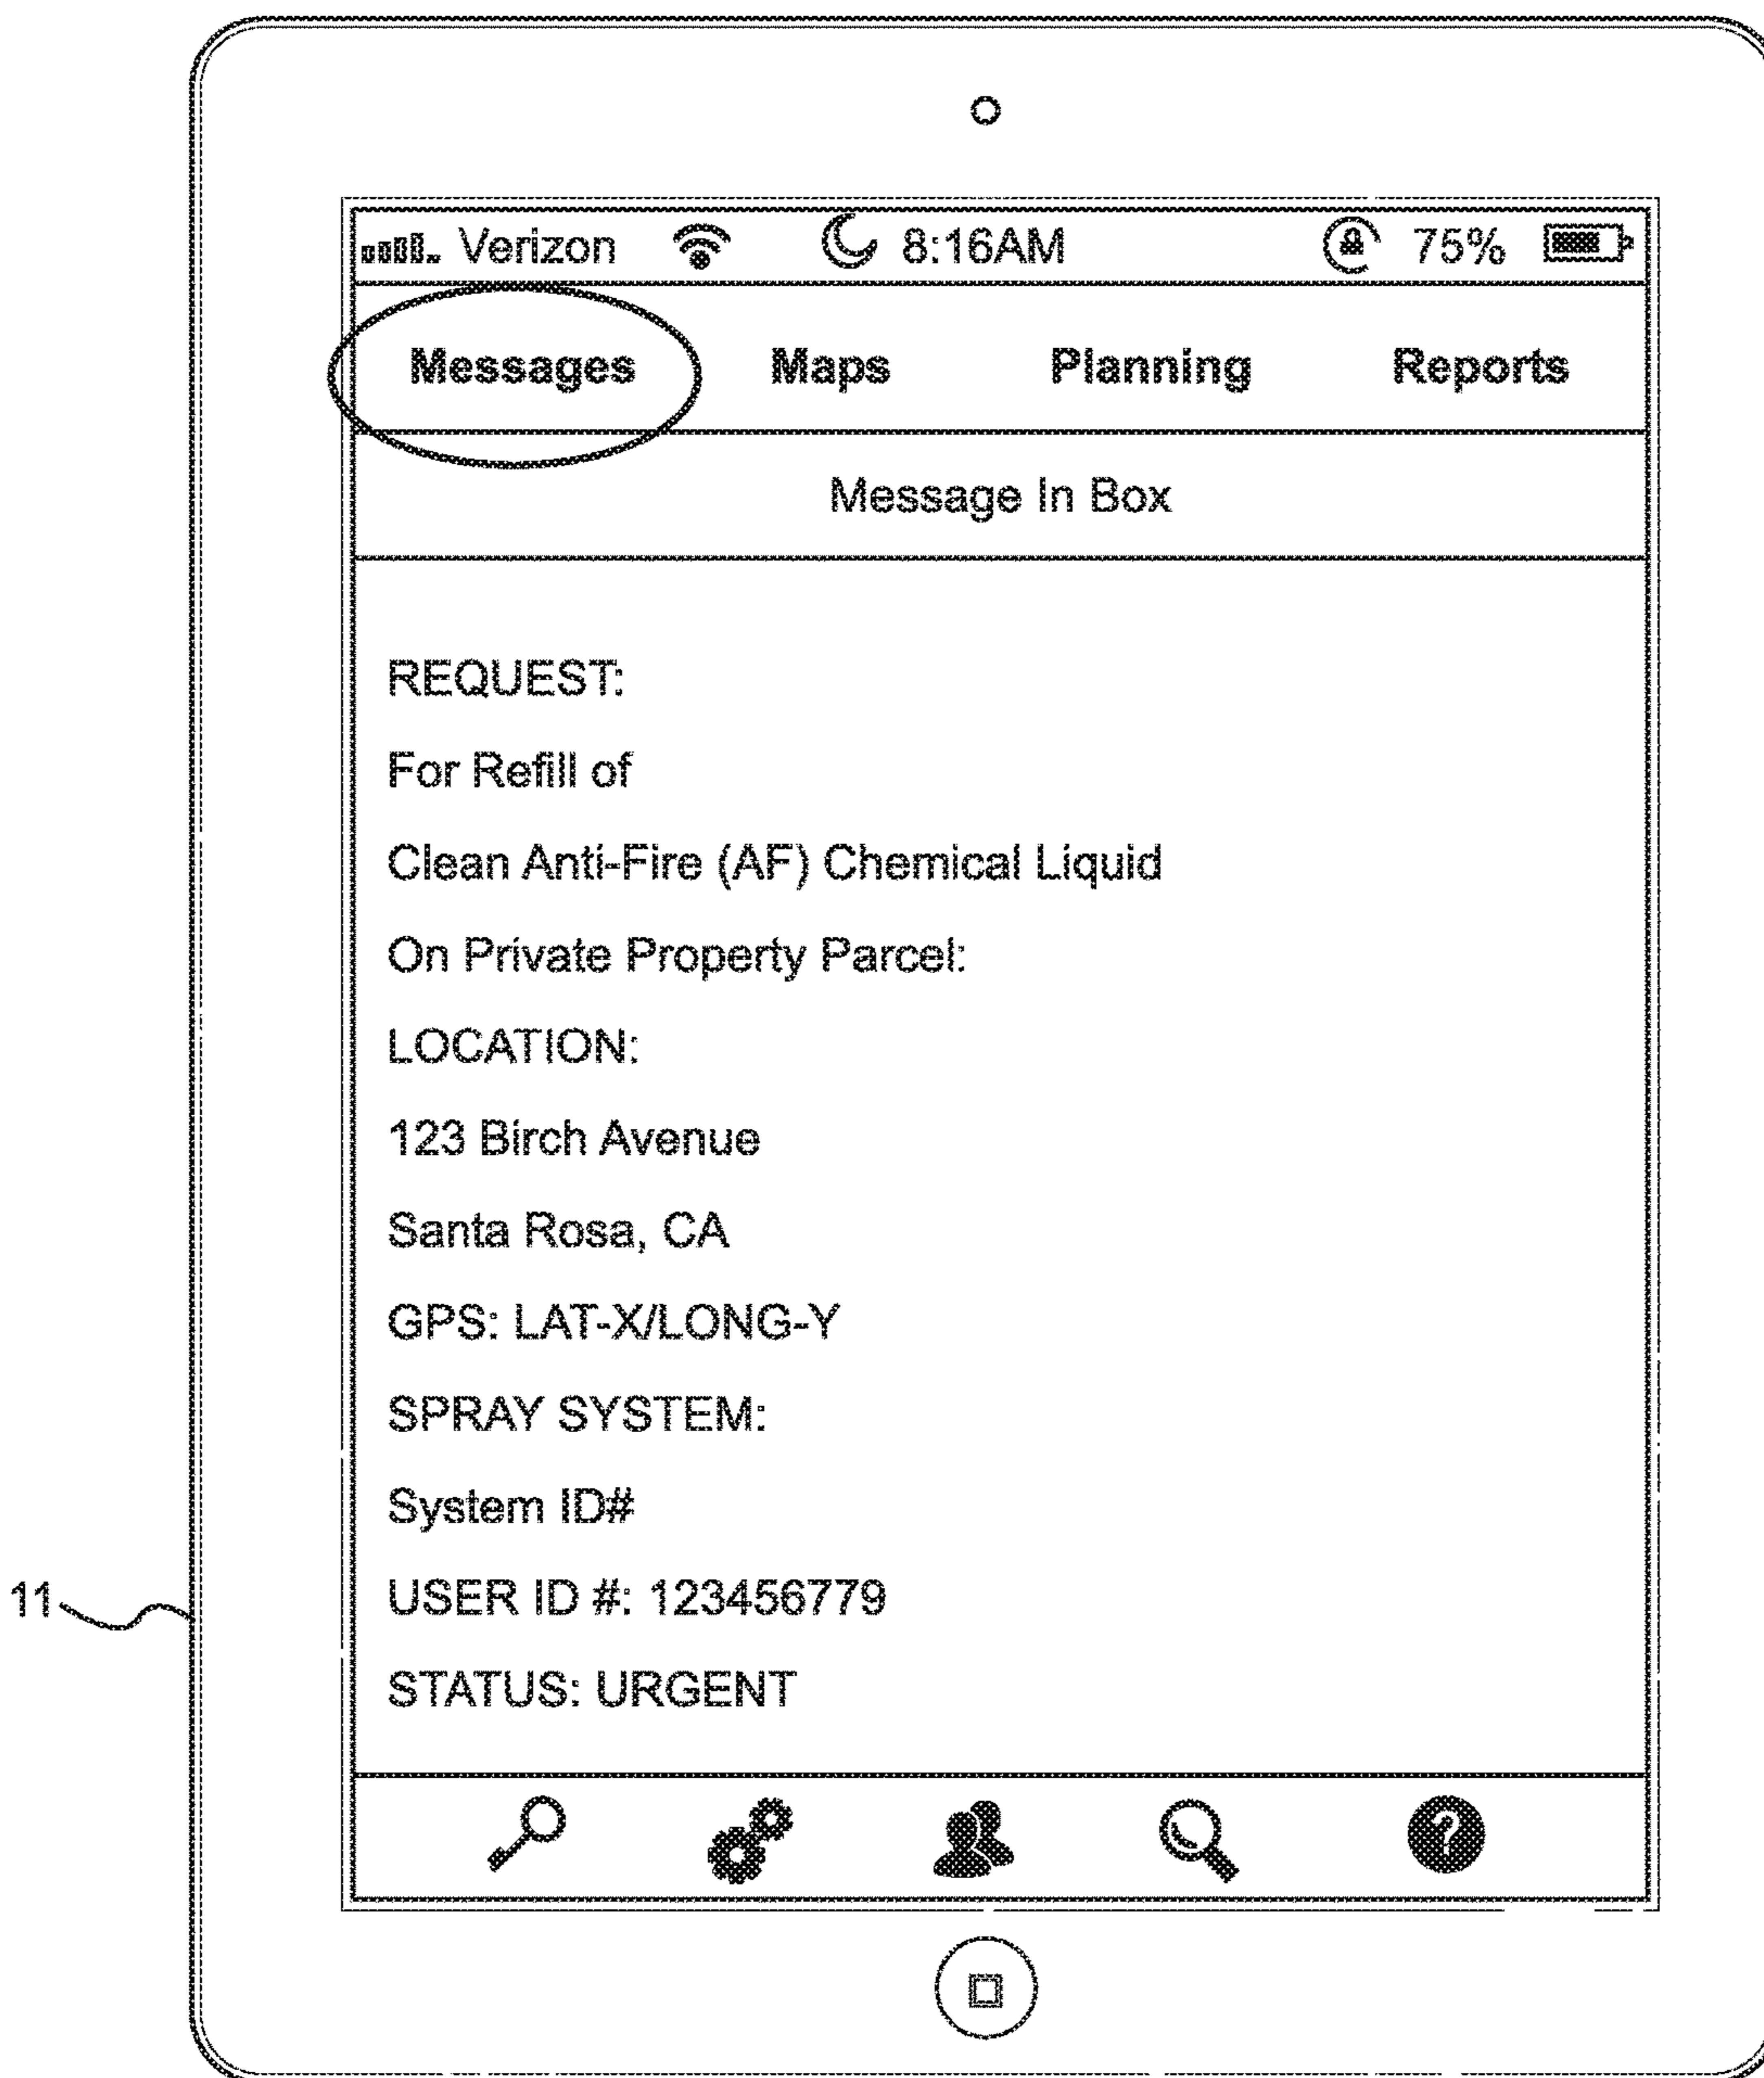 Verizon 8:16AM 75%
Messages Maps Planning Reports
Message In Box
REQUEST:
For Refill of
Clean Anti-Fire (AF) Chemical Liquid
On Private Property Parcel:
LOCATION:
123 Birch Avenue
Santa Rosa, CA
GPS: LAT-X/LONG-Y
SPRAY SYSTEM:
System ID#
11
USER ID #: 123456779
STATUS: URGENT
?